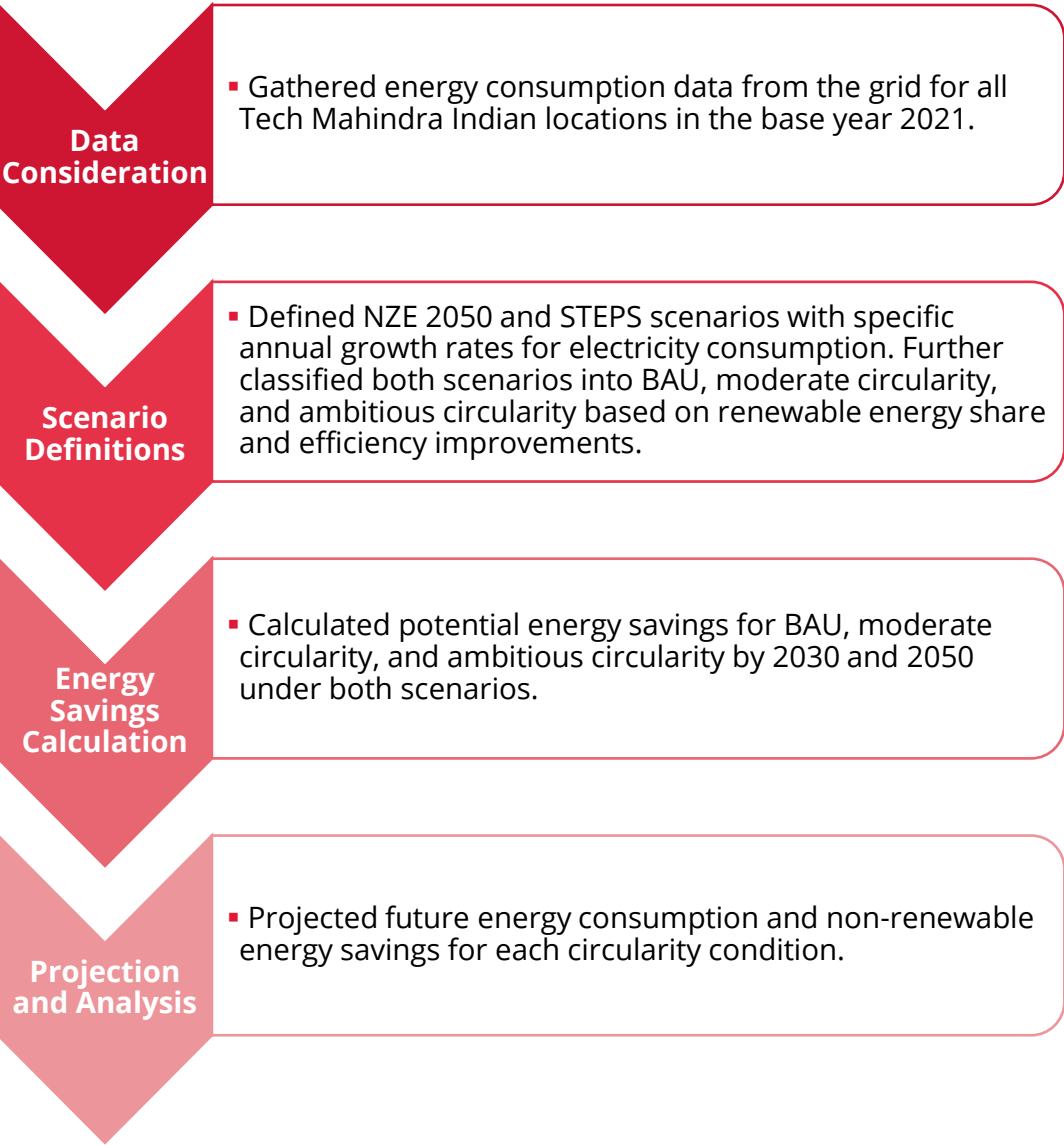 Data
Consideration
▪ Gathered energy consumption data from the grid for all
Tech Mahindra Indian locations in the base year 2021.
Scenario
Definitions
▪ Defined NZE 2050 and STEPS scenarios with specific
annual growth rates for electricity consumption. Further
classified both scenarios into BAU, moderate circularity,
and ambitious circularity based on renewable energy share
and efficiency improvements.
Energy
Savings
Calculation
▪ Calculated potential energy savings for BAU, moderate
circularity, and ambitious circularity by 2030 and 2050
under both scenarios.
Projection
and Analysis
▪ Projected future energy consumption and non-renewable
energy savings for each circularity condition.